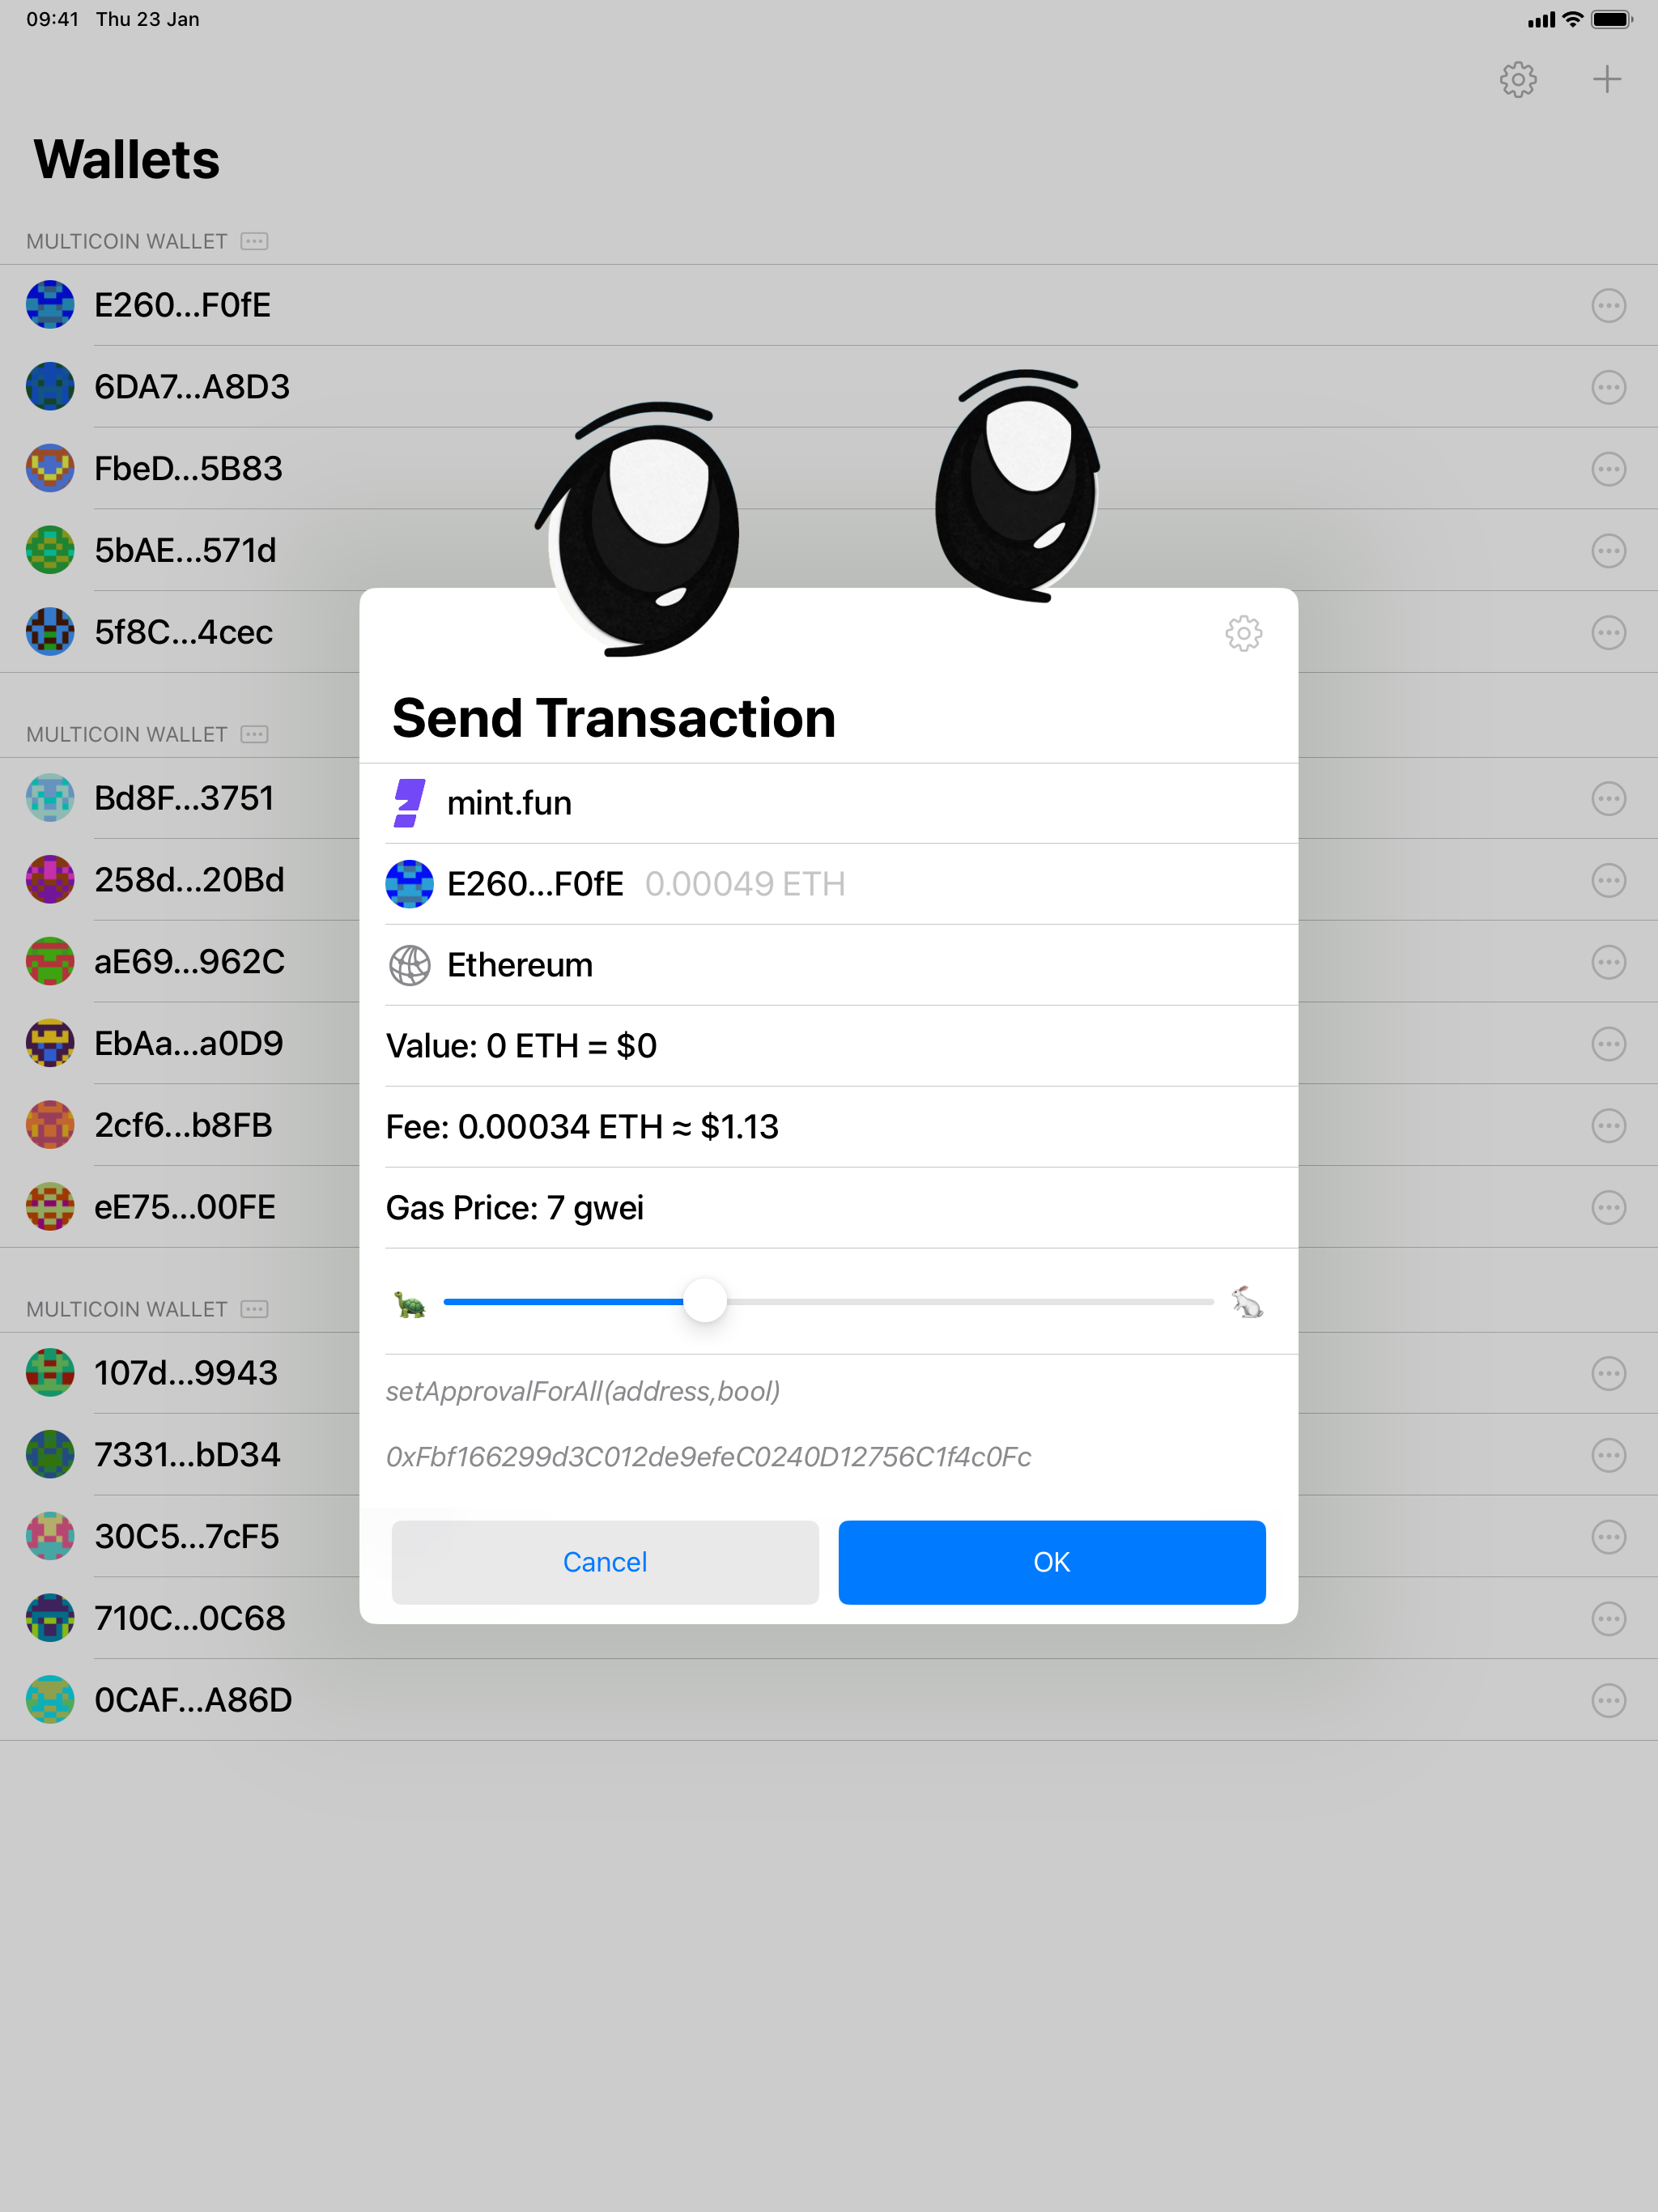 09:41 Thu 23 Jan
Wallets
MULTICOIN WALLET
E260...F0fE
6DA7...A8D3
FbeD...5B83
5bAE...571d
5f8C...4cec
MULTICOIN WALLET
Bd8F...3751
258d...20Bd
aE69...962C
EbAa...a0D9
2cf6...b8FB
eE75...00FE
MULTICOIN WALLET
107d...9943
7331...bD34
30C5...7cF5
710C...0C68
0CAF...A86D
Send Transaction
mint.fun
E260...F0fE 0.00049 ETH
Ethereum
Value: 0 ETH = $0
Fee: 0.00034 ETH ≈ $1.13
Gas Price: 7 gwei
setApprovalForAll(address,bool)
0xFbf166299d3C012de9efeC0240D12756C1f4c0Fc
Cancel
OK